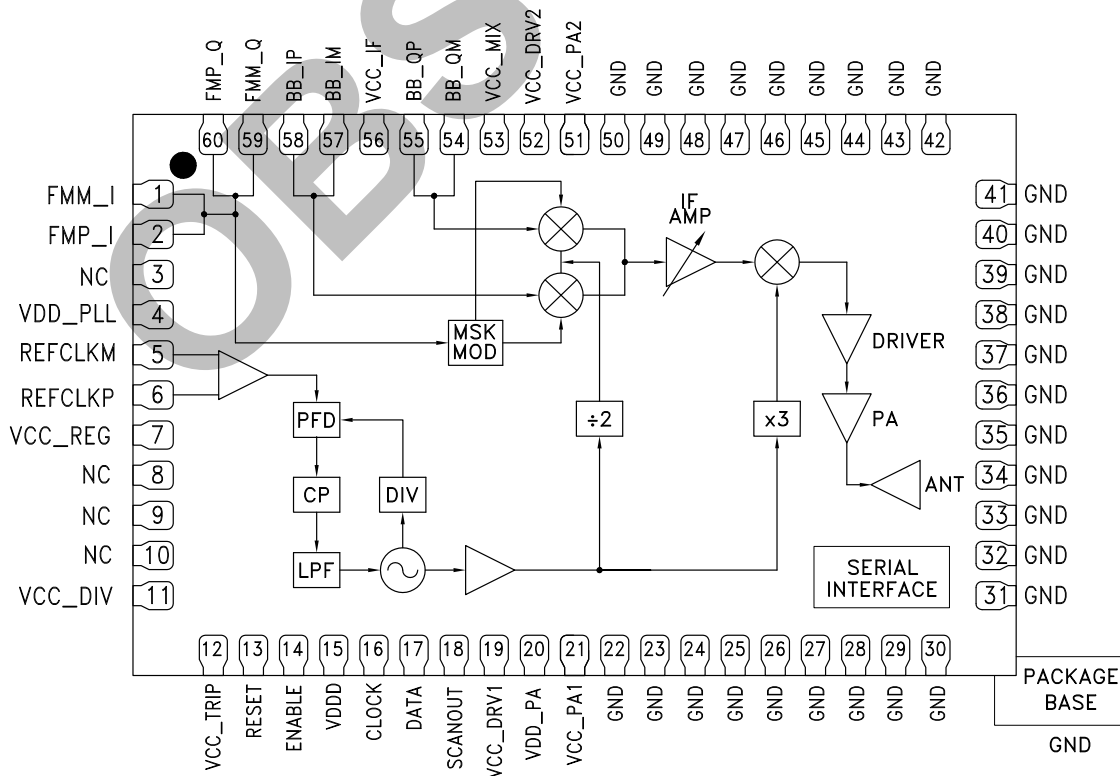 OBS
FMP_Q
FMM_Q
BB_IP
BB_IM
VCC_IF
BB_QP
BB_QM
VCC_MIX
VCC_DRV2
VCC_PA2
GND
GND
GND
GND
GND
GND
GND
GND
GND
60 59 58 57 56 55 54 53 52 51 50 49 48 47 46 45 44 43 42
FMM_I 1
FMP_I 2
NC 3
VDD_PLL 4
REFCLKM 5
REFCLKP 6
VCC_REG 7
NC 8
NC 9
NC 10
VCC_DIV 11
IF
AMP
MSK
MOD
DRIVER
PFD
÷2
x3
PA
CP
DIV
ANT
LPF
SERIAL
INTERFACE
41 GND
40 GND
39 GND
38 GND
37 GND
36 GND
35 GND
34 GND
33 GND
32 GND
31 GND
12 13 14 15 16 17 18 19 20 21 22 23 24 25 26 27 28 29 30
VCC_TRIP
RESET
ENABLE
VDDD
CLOCK
DATA
SCANOUT
VCC_DRV1
VDD_PA
VCC_PA1
GND
GND
GND
GND
GND
GND
GND
GND
GND
PACKAGE
BASE
GND